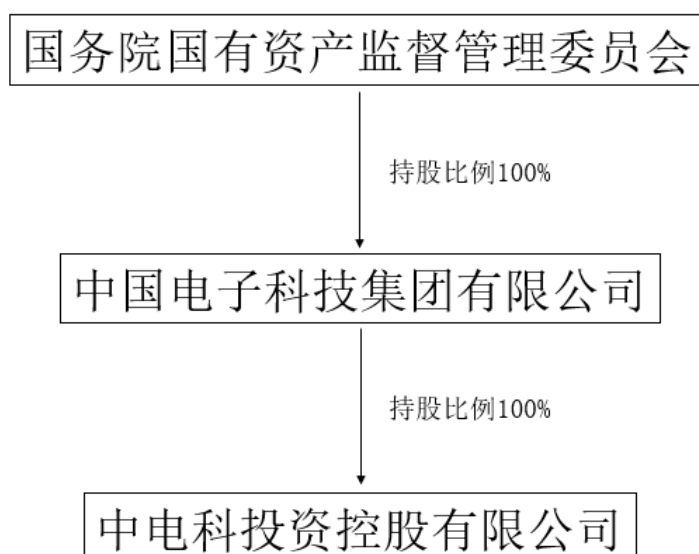 国务院国有资产监督管理委员会
持股比例100%
中国电子科技集团有限公司
持股比例100%
中电科投资控股有限公司